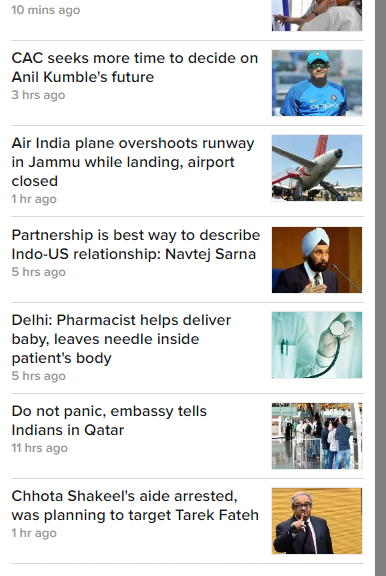 10 mins ago
CAC seeks more time to decide on
Anil Kumble's future
3 hrs ago
oppo
Air India plane overshoots runway
in Jammu while landing, airport
closed
1 hr ago
Partnership is best way to describe
Indo-US relationship: Navtej Sarna
5 hrs ago
Delhi: Pharmacist helps deliver
baby, leaves needle inside
patient's body
5 hrs ago
Do not panic, embassy tells
Indians in Qatar
11 hrs ago
Chhota Shakeel's aide arrested,
was planning to target Tarek Fateh
1 hr ago